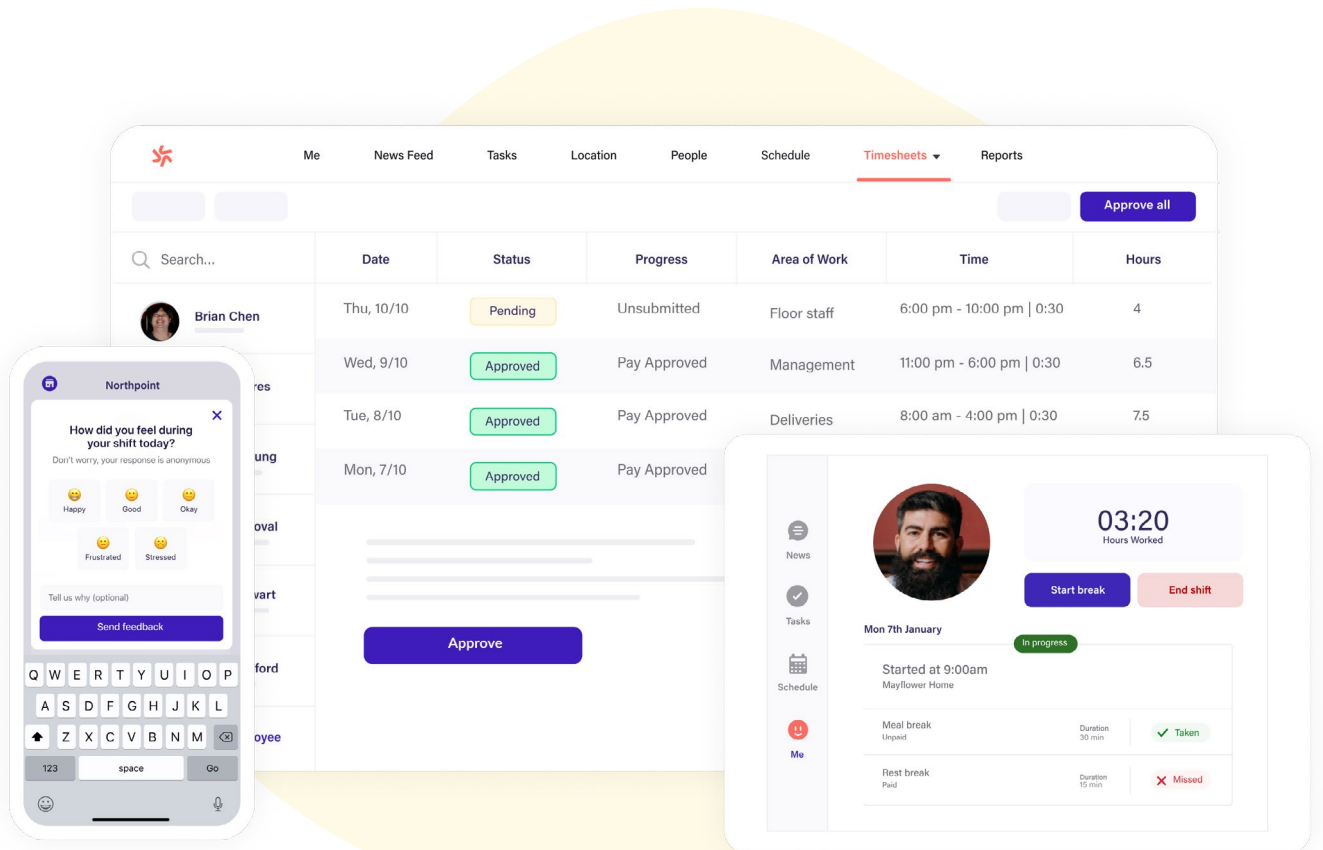 Me News Feed Tasks Location People Schedule Timesheets Reports
Approve all
Search... Date Status Progress Area of Work Time Hours
Brian Chen Thu, 10/10 Pending Unsubmitted Floor staff 6:00 pm - 10:00 pm | 0:30 4
Wed, 9/10 Approved Pay Approved Management 11:00 pm - 6:00 pm | 0:30 6.5
res
Tue, 8/10 Approved Pay Approved Deliveries 8:00 am - 4:00 pm | 0:30 7.5
ung
Mon, 7/10 Approved Pay Approved
oval
wart
ford
oyee
Approve
Northpoint
How did you feel during
your shift today?
Don't worry, your response is anonymous
Happy Good Okay
Frustrated Stressed
Tell us why (optional)
Send feedback
Q W E R T Y U I O P
A S D F G H J K L
Z X C V B N M
123 space Go
News
Tasks
Schedule
Me
03:20
Hours Worked
Start break End shift
Mon 7th January
In progress
Started at 9:00am
Mayflower Home
Meal break
Unpaid
Duration
30 min
Taken
Rest break
Paid
Duration
15 min
Missed